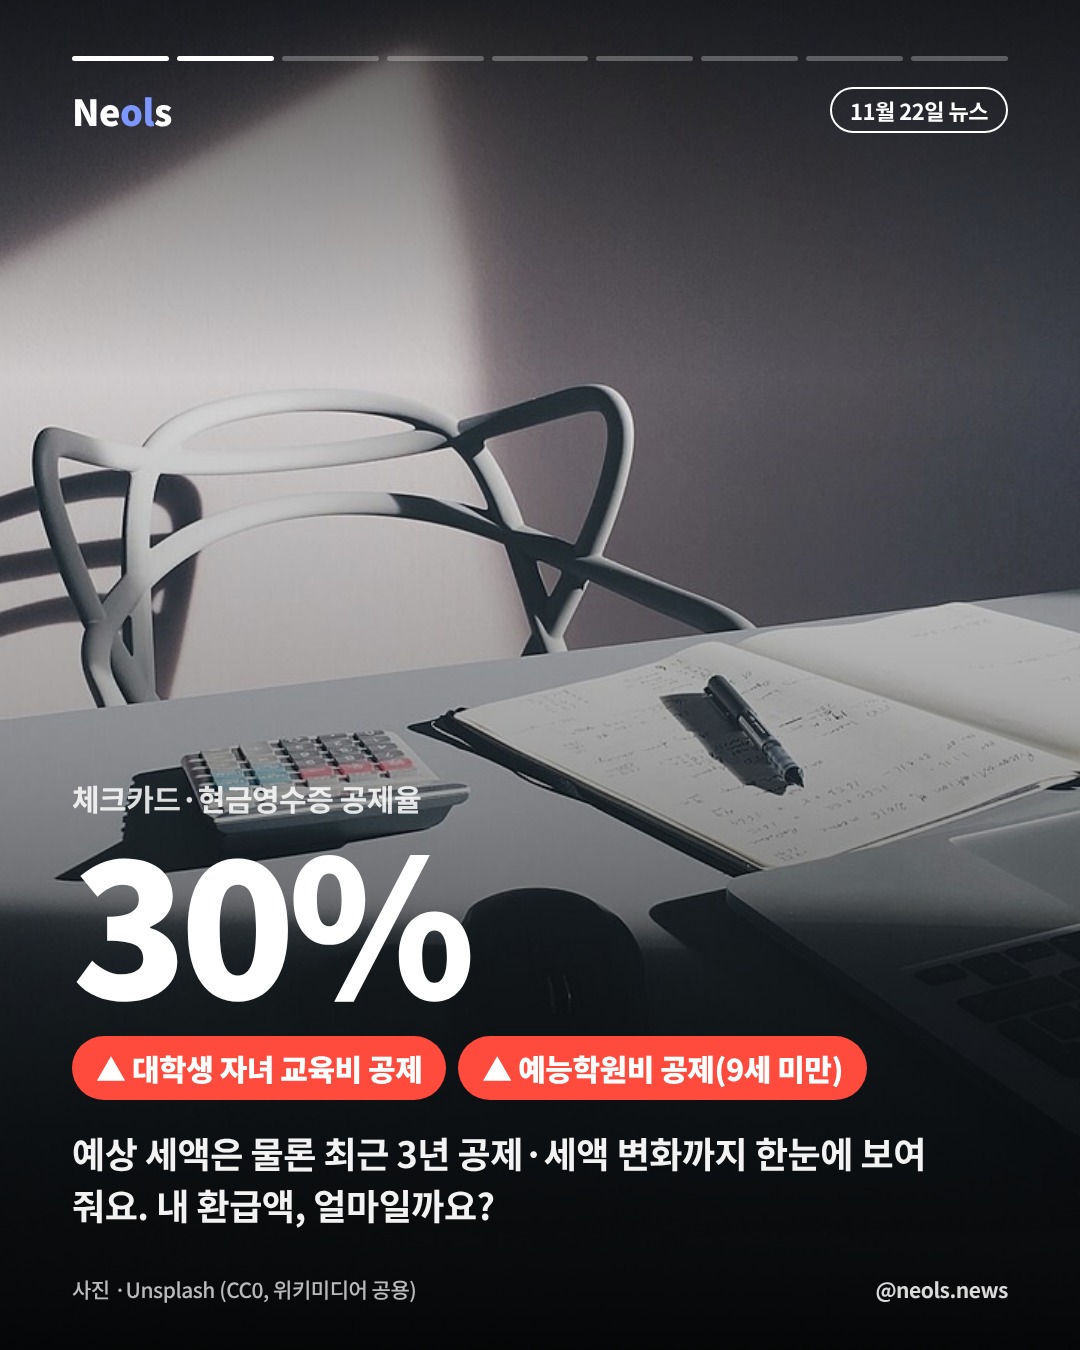 Neols
11월 22일 뉴스
체크카드·현금영수증 공제율
30%
▲ 대학생 자녀 교육비 공제
▲ 예능학원비 공제(9세 미만)
예상 세액은 물론 최근 3년 공제·세액 변화까지 한눈에 보여
줘요. 내 환급액, 얼마일까요?
사진 ·Unsplash (CC0, 위키미디어 공용)
@neols.news